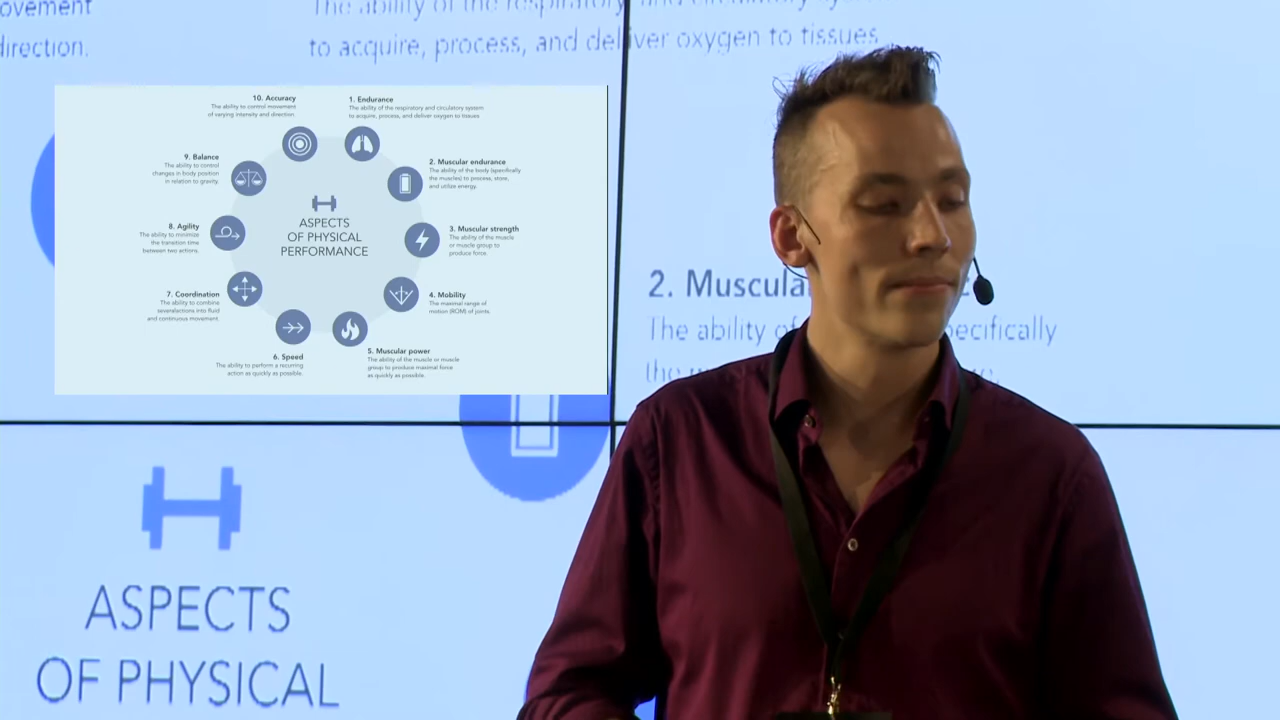 ovement
direction.
The ability of the respiratory and circulatory system
to acquire, process, and deliver oxygen to tissues
10. Accuracy
The ability to control movement
of varying intensity and direction.
1. Endurance
The ability of the respiratory and circulatory system
to acquire, process, and deliver oxygen to tissues
9. Balance
The ability to control
changes in body position
in relation to gravity.
2. Muscular endurance
The ability of the body (specifically
the muscles) to process, store,
and utilize energy.
ASPECTS
OF PHYSICAL
PERFORMANCE
8. Agility
The ability to minimize
the transition time
between two actions.
3. Muscular strength
The ability of the muscle
or muscle group to
produce force.
7. Coordination
The ability to combine
severalactions into fluid
and continuous movement.
4. Mobility
The maximal range of
motion (ROM) of joints.
6. Speed
The ability to perform a recurring
action as quickly as possible.
5. Muscular power
The ability of the muscle or muscle
group to produce maximal force
as quickly as possible.
2. Muscula
The ability of pecifically
the
ASPECTS
OF PHYSICAL